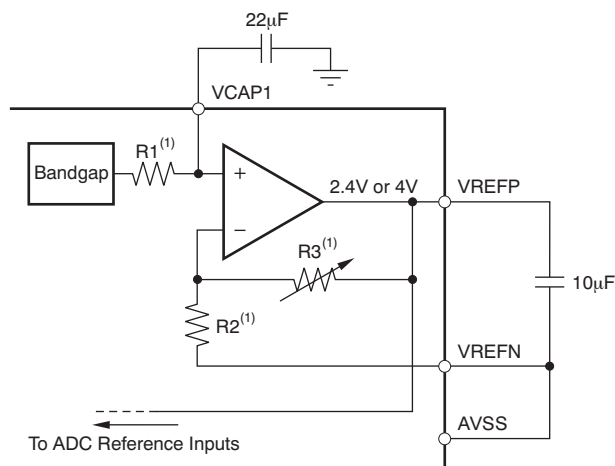 22μF
VCAP1
Bandgap
R1(1)
+
2.4V or 4V
VREFP
−
R3(1)
10μF
R2(1)
VREFN
AVSS
To ADC Reference Inputs